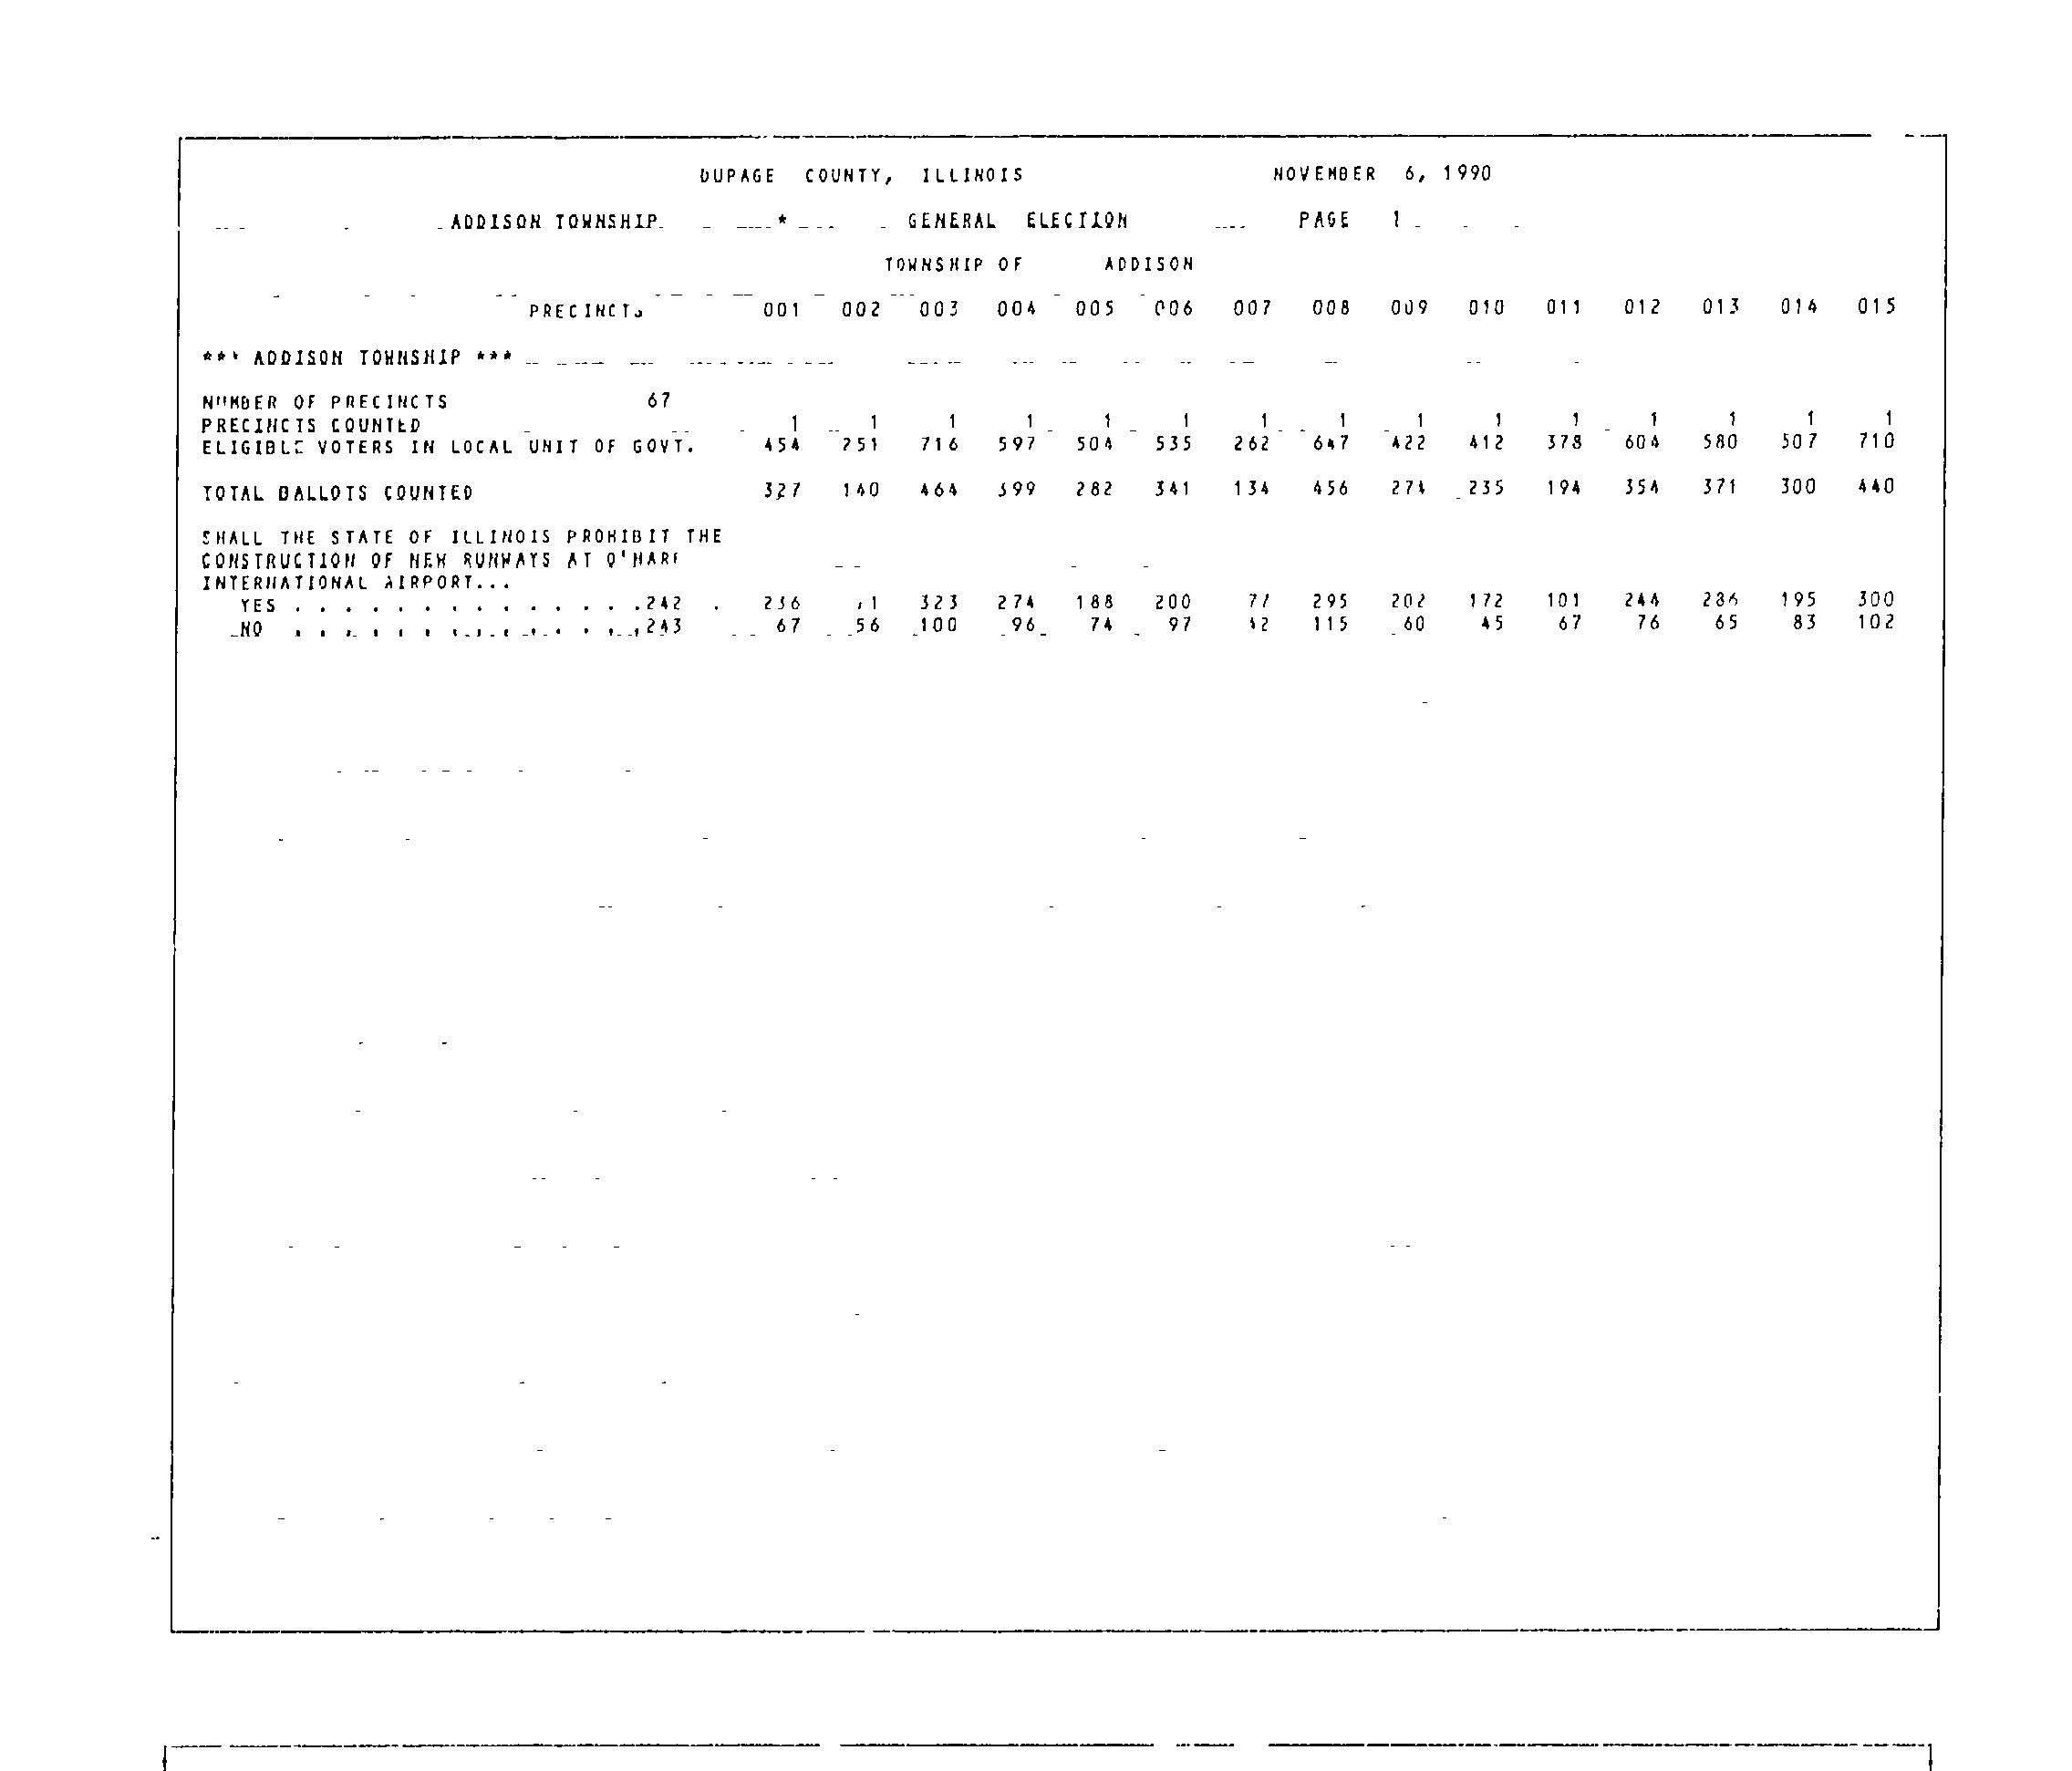 DUPAGE COUNTY, ILLINOIS NOVEMBER 6, 1990
ADDISON TOWNSHIP * GENERAL ELECTION PAGE 1
TOWNSHIP OF ADDISON
PRECINCTS 001 002 003 004 005 006 007 008 009 010 011 012 013 014 015
*** ADDISON TOWNSHIP ***
NUMBER OF PRECINCTS 67
PRECINCTS COUNTED 1 1 1 1 1 1 1 1 1 1 1 1 1 1 1
ELIGIBLE VOTERS IN LOCAL UNIT OF GOVT. 454 251 716 597 504 535 262 647 422 412 378 604 580 507 710
TOTAL BALLOTS COUNTED 327 140 464 399 282 341 134 456 274 235 194 354 371 300 440
SHALL THE STATE OF ILLINOIS PROHIBIT THE
CONSTRUCTION OF NEW RUNWAYS AT O'HARE
INTERNATIONAL AIRPORT...
YES . . . . . . . . . . . . . .242 236 323 274 188 200 295 202 172 101 244 286 195 300
NO . . . . . . . . . . . . . .243 67 56 100 96 74 97 42 115 60 45 67 76 65 83 102